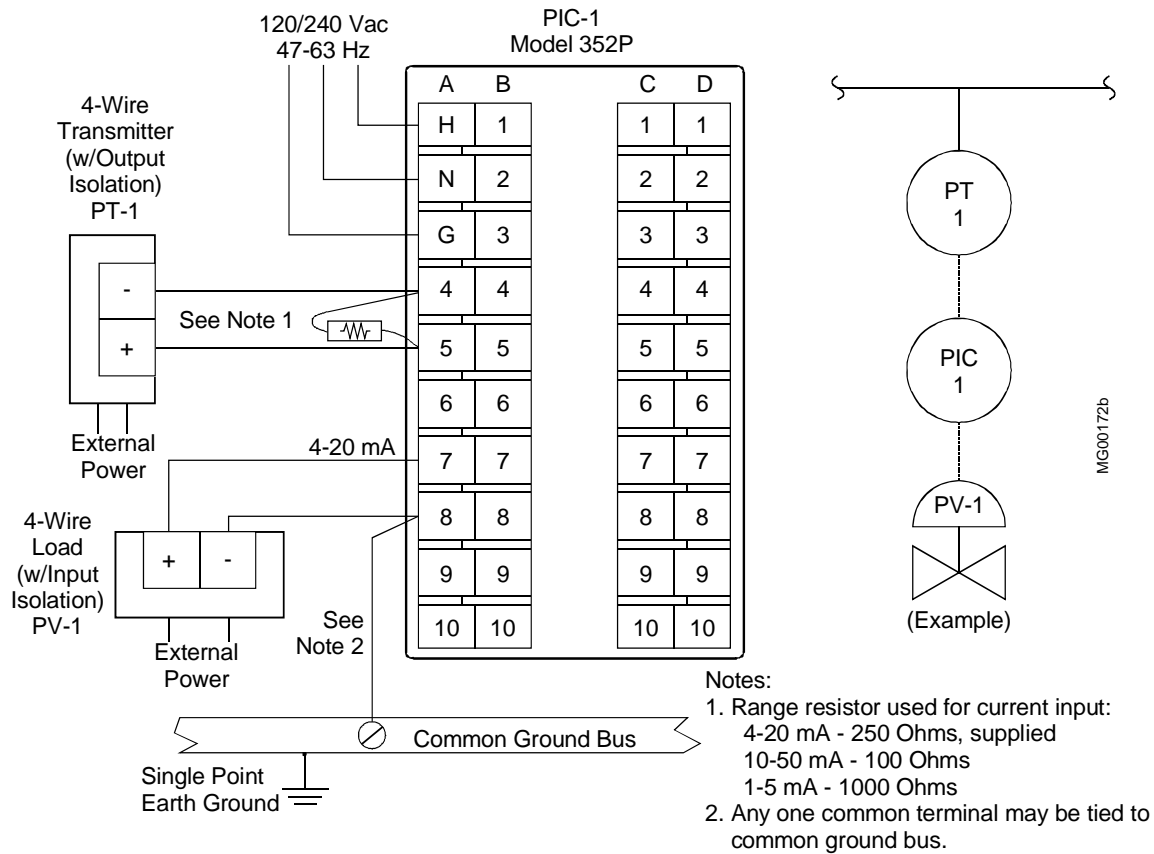 120/240 Vac
47-63 Hz
PIC-1
Model 352P
A B C D
H 1 1 1
N 2 2 2
G 3 3 3
4 4 4 4
5 5 5 5
6 6 6 6
7 7 7 7
8 8 8 8
9 9 9 9
10 10 10 10
4-Wire
Transmitter
(w/Output
Isolation)
PT-1
-
+
See Note 1
External
Power
4-20 mA
4-Wire
Load
(w/Input
Isolation)
PV-1
+ -
External
Power
See
Note 2
Common Ground Bus
Single Point
Earth Ground
PT
1
PIC
1
PV-1
(Example)
MG00172b
Notes:
1. Range resistor used for current input:
4-20 mA - 250 Ohms, supplied
10-50 mA - 100 Ohms
1-5 mA - 1000 Ohms
2. Any one common terminal may be tied to
common ground bus.